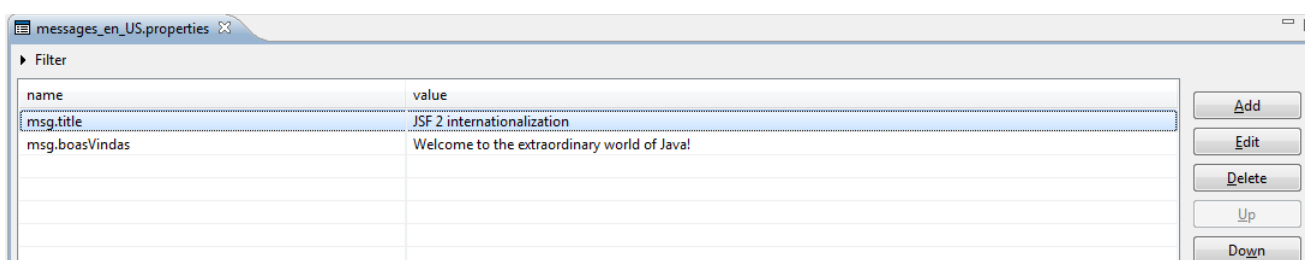 messages_en_US.properties
Filter
name value
Add
msg.title JSF 2 internationalization
msg.boasVindas Welcome to the extraordinary world of Java!
Edit
Delete
Up
Down